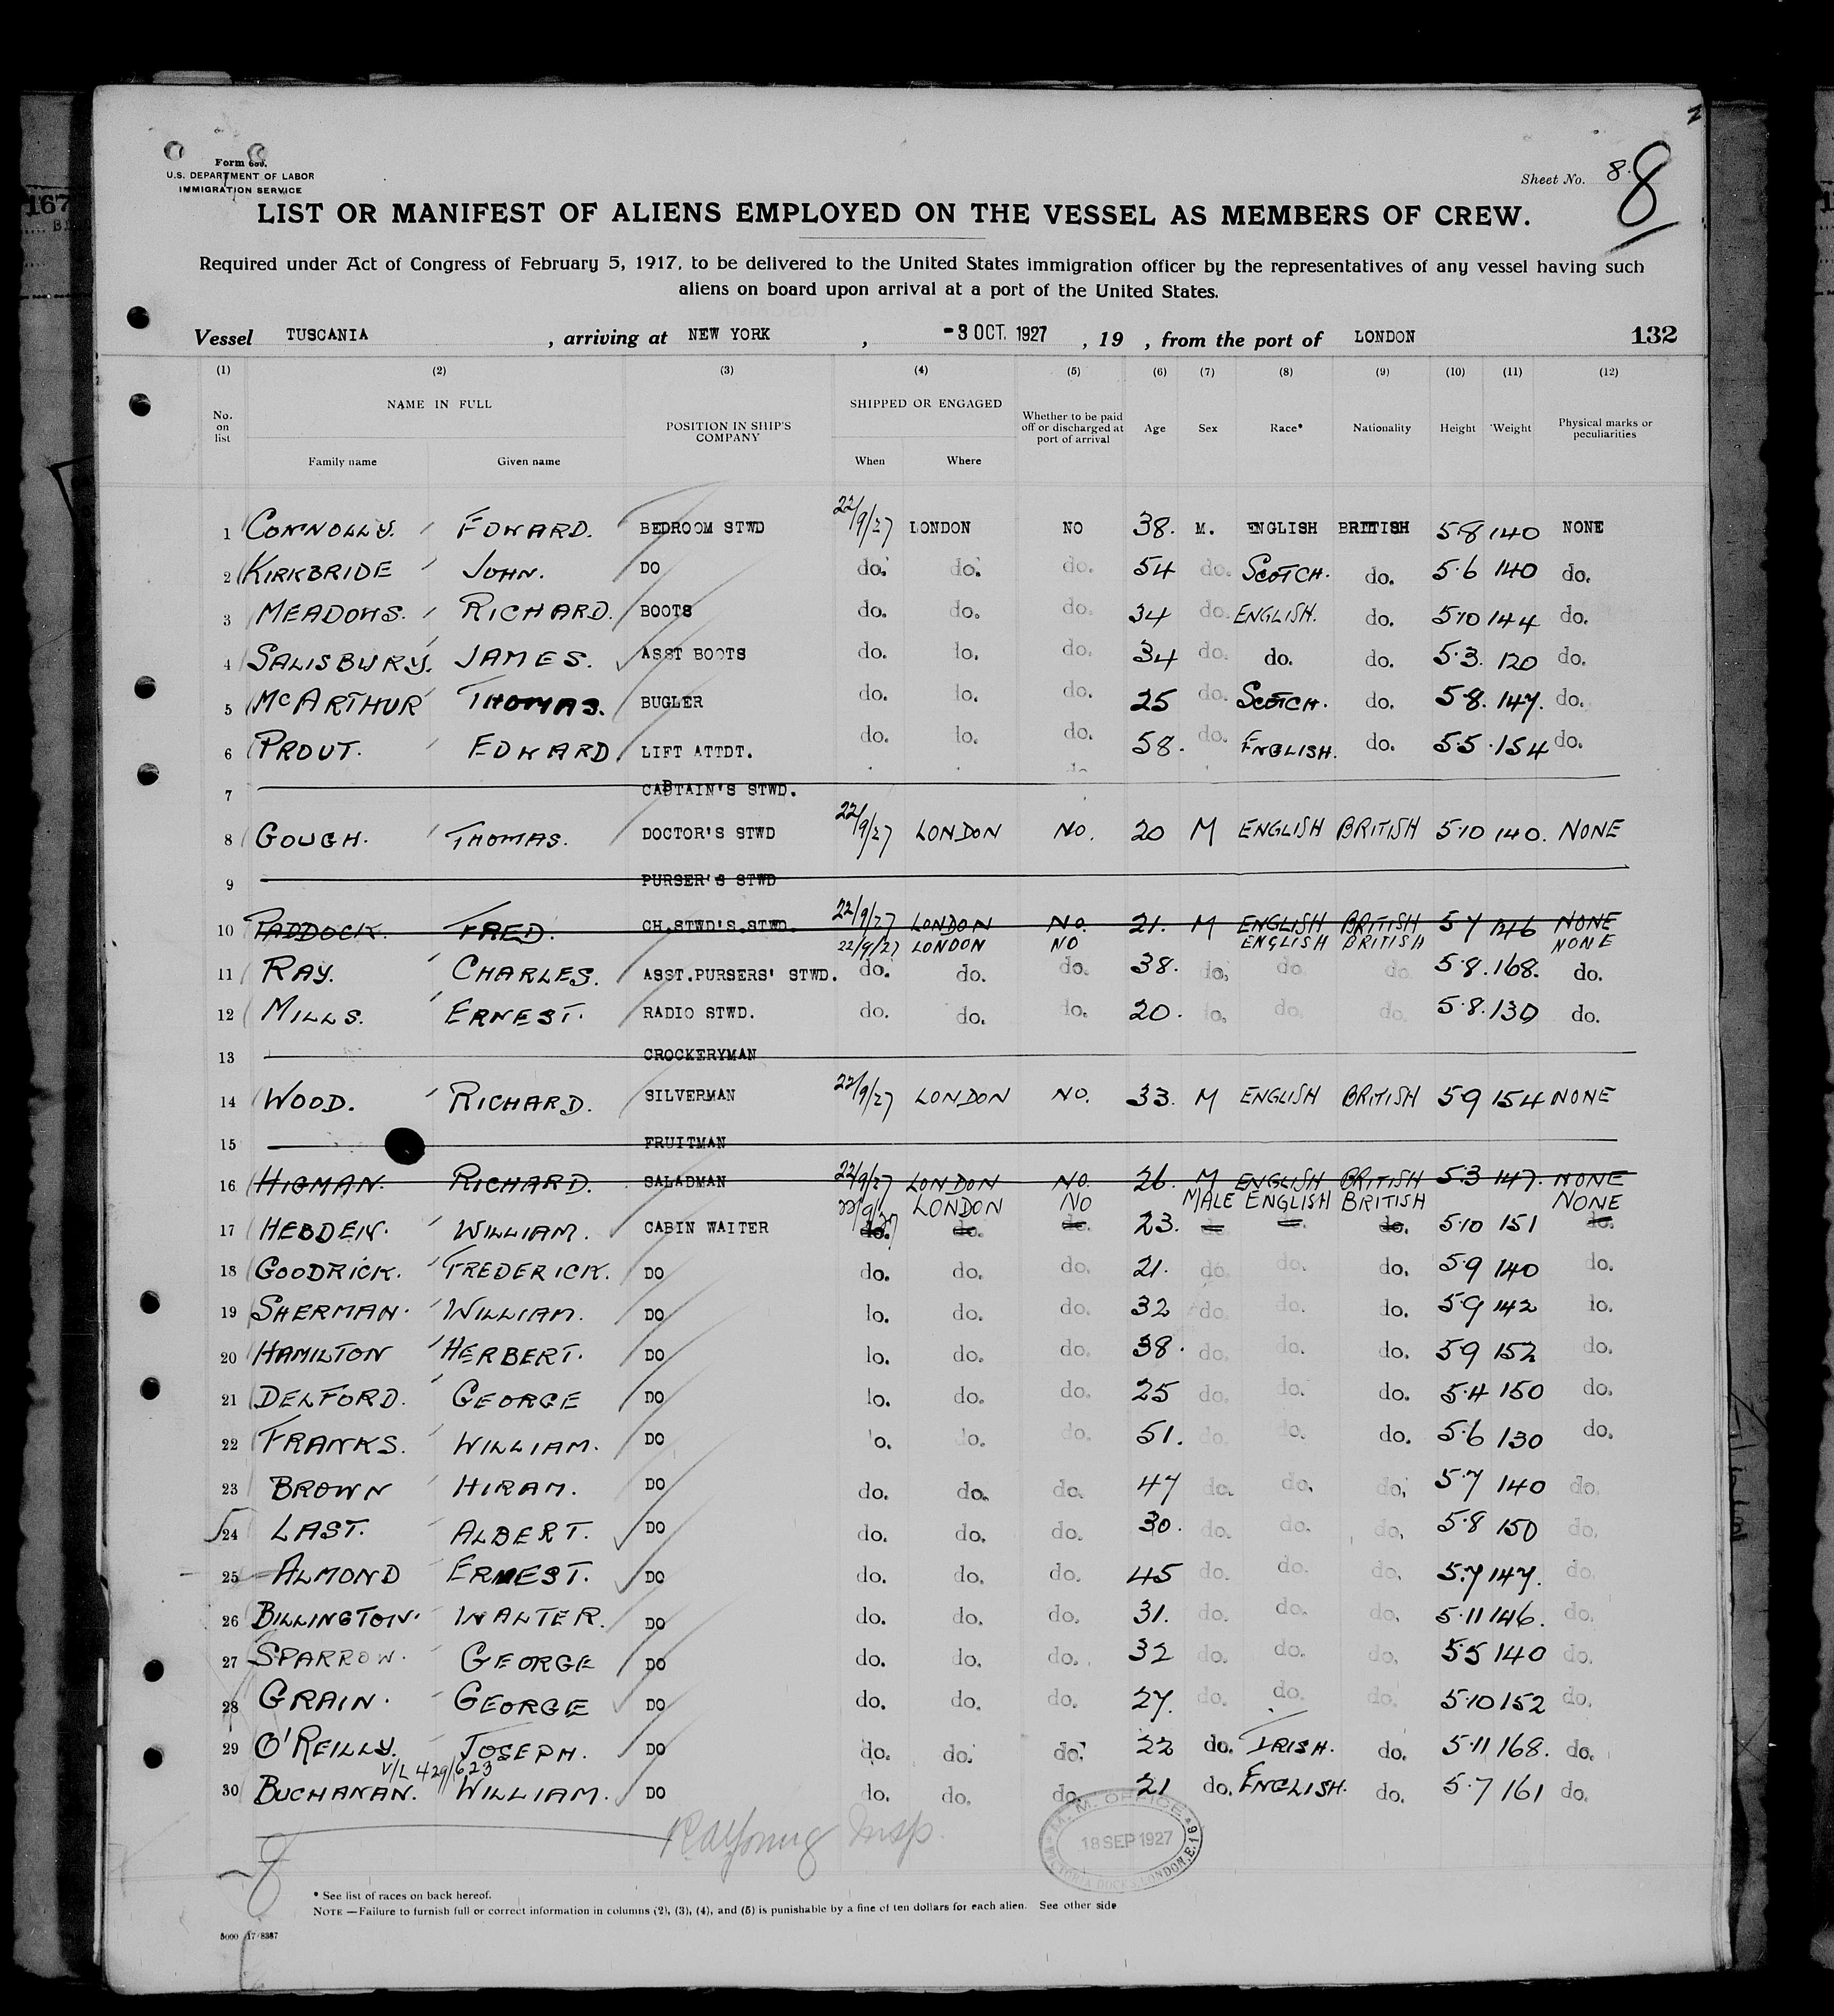 Form 689.
U.S. DEPARTMENT OF LABOR
IMMIGRATION SERVICE
Sheet No. 8. 8
LIST OR MANIFEST OF ALIENS EMPLOYED ON THE VESSEL AS MEMBERS OF CREW.
Required under Act of Congress of February 5, 1917, to be delivered to the United States immigration officer by the representatives of any vessel having such
aliens on board upon arrival at a port of the United States.
Vessel TUSCANIA , arriving at NEW YORK , -3 OCT. 1927 , 19 , from the port of LONDON 132
(1) (2) (3) (4) (5) (6) (7) (8) (9) (10) (11) (12)
No. on list NAME IN FULL Family name Given name POSITION IN SHIP'S COMPANY SHIPPED OR ENGAGED When Where Whether to be paid off or discharged at port of arrival Age Sex Race* Nationality Height Weight Physical marks or peculiarities
1 CONNOLLY. EDWARD. BEDROOM STWD 22/9/27 LONDON NO 38. M. ENGLISH BRITISH 5·8 140 NONE
2 KIRKBRIDE JOHN. DO do. do. do. 54 do. SCOTCH. do. 5·6 140 do.
3 MEADOWS. RICHARD. BOOTS do. do. do. 34 do. ENGLISH. do. 5·10 144 do.
4 SALISBURY. JAMES. ASST BOOTS do. lo. do. 34 do. do. do. 5·3. 120 do.
5 McARTHUR THOMAS. BUGLER do. lo. do. 25 do. SCOTCH. do. 5·8. 147. do.
6 PROUT. EDWARD. LIFT ATTDT. do. lo. do. 58. do. ENGLISH. do. 5·5. 154 do.
7 CABTAIN'S STWD.
8 GOUGH. THOMAS. DOCTOR'S STWD 22/9/27 LONDON NO. 20 M ENGLISH BRITISH 5·10 140. NONE
9 PURSER'S STWD
10 PADDOCK. FRED. CH.STWD'S.STWD. 22/9/27 LONDON NO. 21. M ENGLISH BRITISH 5·7 146 NONE
22/9/27 LONDON NO ENGLISH BRITISH NONE
11 RAY. CHARLES. ASST.PURSERS' STWD. do. do. do. 38. do. do. do. 5·8. 168. do.
12 MILLS. ERNEST. RADIO STWD. do. do. do. 20. lo. do. do. 5·8. 130 do.
13 CROCKERYMAN
14 WOOD. RICHARD. SILVERMAN 22/9/27 LONDON NO. 33. M ENGLISH BRITISH 5·9 154 NONE
15 FRUITMAN
16 HIGMAN. RICHARD. SALADMAN 22/9/27 LONDON NO. 26. M ENGLISH BRITISH 5·3 147. NONE
22/9/27 LONDON NO MALE ENGLISH BRITISH NONE
17 HEBDEN. WILLIAM. CABIN WAITER do. do. do. 23. do. do. do. 5·10 151 do.
18 GOODRICK. FREDERICK. DO do. do. do. 21. do. do. do. 5·9 140 do.
19 SHERMAN. WILLIAM. DO lo. do. do. 32 do. do. do. 5·9 142 lo.
20 HAMILTON HERBERT. DO lo. do. do. 38. do. do. do. 5·9 152 do.
21 DELFORD. GEORGE DO lo. do. do. 25 do. do. do. 5·4 150 do.
22 FRANKS. WILLIAM. DO lo. do. do. 51. do. do. do. 5·6 130 do.
23 BROWN HIRAM. DO do. do. do. 47 do. do. do. 5·7 140 do.
24 LAST. ALBERT. DO do. do. do. 30. do. do. do. 5·8 150 do.
25 ALMOND ERNEST. DO do. do. do. 45 do. do. do. 5·7 147. do.
26 BILLINGTON. WALTER. DO do. do. do. 31. do. do. do. 5·11 146. do.
27 SPARROW. GEORGE DO do. do. do. 32 do. do. do. 5·5 140 do.
28 GRAIN. GEORGE DO do. do. do. 27. do. do. do. 5·10 152 do.
29 O'REILLY. JOSEPH. DO do. do. do. 22 do. IRISH. do. 5·11 168. do.
V/L 429/623
30 BUCHANAN. WILLIAM. DO do. do. do. 21 do. ENGLISH. do. 5·7 161 do.
Insp.
M. M. OFFICE
18 SEP 1927
VICTORIA DOCKS, LONDON, E.16
* See list of races on back hereof.
NOTE —Failure to furnish full or correct information in columns (2), (3), (4), and (5) is punishable by a fine of ten dollars for each alien. See other side
5000 17/8387